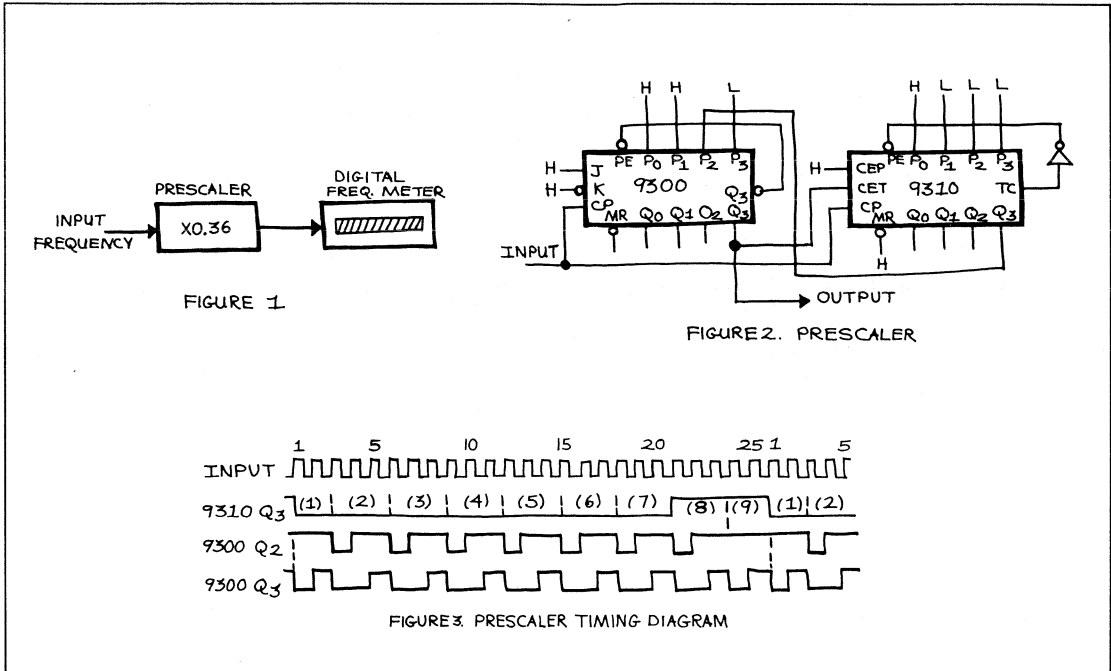 PRESCALER
X0.36
DIGITAL
FREQ. METER
INPUT
FREQUENCY
FIGURE 1
H H L
H L L L
H J PE P0 P1 P2 P3
H K 9300 Q3
CP MR Q0 Q1 Q2 Q3
H CEP PE P0 P1 P2 P3
CET 9310 TC
CP MR Q0 Q1 Q2 Q3
H
INPUT
OUTPUT
FIGURE 2. PRESCALER
1 5 10 15 20 25 1 5
INPUT
9310 Q3 (1) (2) (3) (4) (5) (6) (7) (8) (9) (1) (2)
9300 Q2
9300 Q3
FIGURE 3. PRESCALER TIMING DIAGRAM